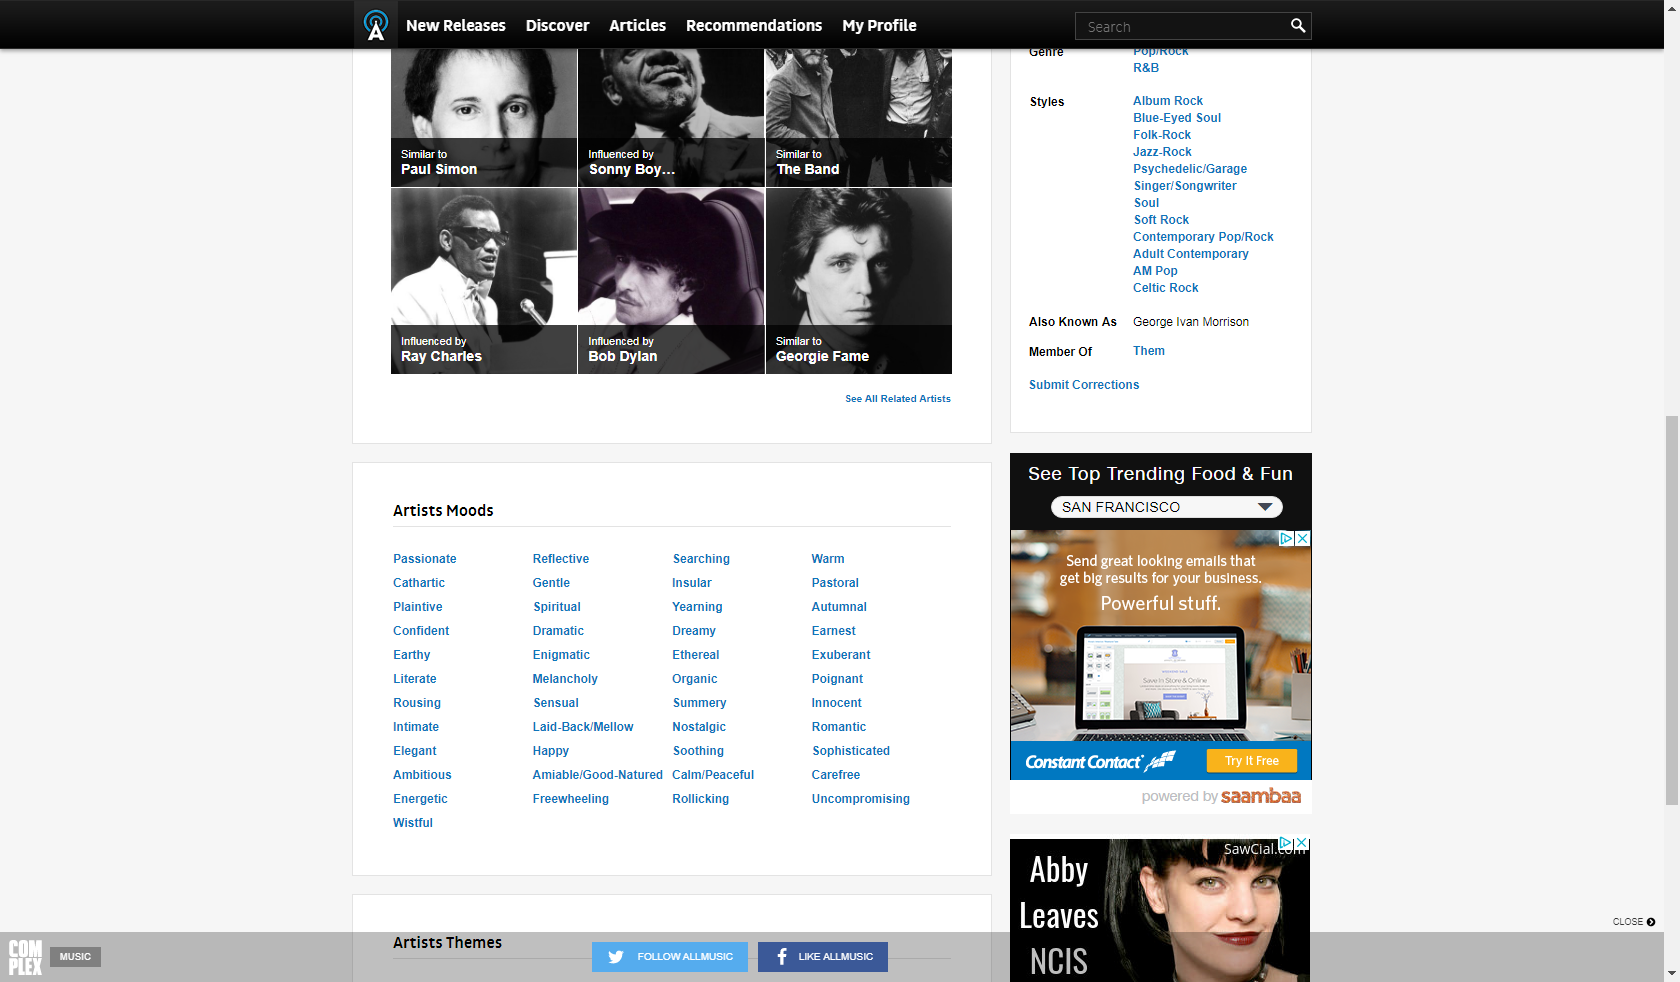 New Releases
Discover
Articles
Recommendations
My Profile
Search
Similar to
Paul Simon
Influenced by
Sonny Boy...
Similar to
The Band
Influenced by
Ray Charles
Influenced by
Bob Dylan
Similar to
Georgie Fame
See All Related Artists
Genre
Pop/Rock
R&B
Styles
Album Rock
Blue-Eyed Soul
Folk-Rock
Jazz-Rock
Psychedelic/Garage
Singer/Songwriter
Soul
Soft Rock
Contemporary Pop/Rock
Adult Contemporary
AM Pop
Celtic Rock
Also Known As
George Ivan Morrison
Member Of
Them
Submit Corrections
Artists Moods
Passionate
Reflective
Searching
Warm
Cathartic
Gentle
Insular
Pastoral
Plaintive
Spiritual
Yearning
Autumnal
Confident
Dramatic
Dreamy
Earnest
Earthy
Enigmatic
Ethereal
Exuberant
Literate
Melancholy
Organic
Poignant
Rousing
Sensual
Summery
Innocent
Intimate
Laid-Back/Mellow
Nostalgic
Romantic
Elegant
Happy
Soothing
Sophisticated
Ambitious
Amiable/Good-Natured
Calm/Peaceful
Carefree
Energetic
Freewheeling
Rollicking
Uncompromising
Wistful
See Top Trending Food & Fun
SAN FRANCISCO
Send great looking emails that
get big results for your business.
Powerful stuff.
Save In Store & Online
Constant Contact
Try It Free
powered by saambaa
SawCial.com
Abby
Leaves
NCIS
CLOSE
Artists Themes
COM
PLEX
MUSIC
FOLLOW ALLMUSIC
LIKE ALLMUSIC